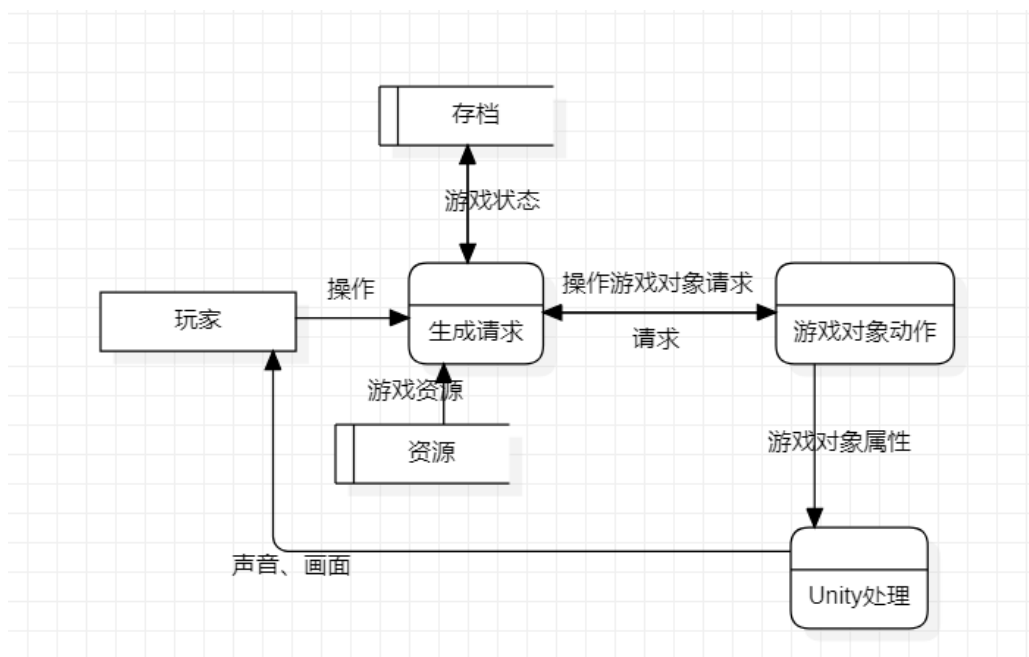 存档
游戏状态
操作
操作游戏对象请求
玩家
生成请求
请求
游戏对象动作
游戏资源
资源
游戏对象属性
声音、画面
Unity处理